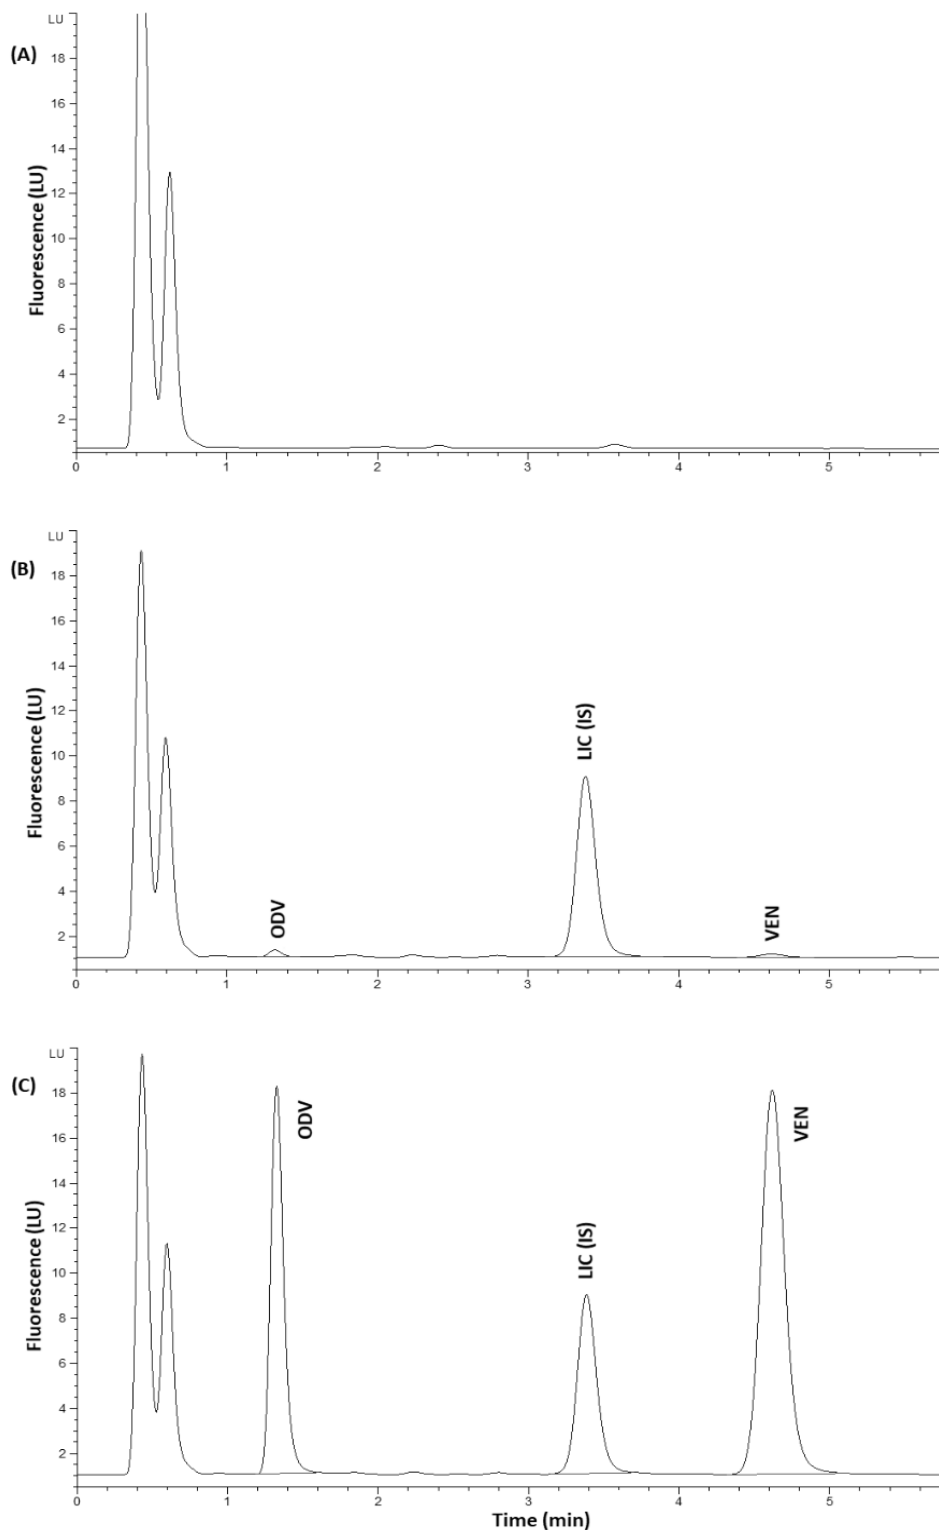 LU
(A)
18
16
14
12
10
8
6
4
2
Fluorescence (LU)
0 1 2 3 4 5
LU
(B)
18
16
14
12
10
8
6
4
2
Fluorescence (LU)
ODV
LIC (IS)
VEN
0 1 2 3 4 5
LU
(C)
18
16
14
12
10
8
6
4
2
Fluorescence (LU)
ODV
LIC (IS)
VEN
0 1 2 3 4 5
Time (min)